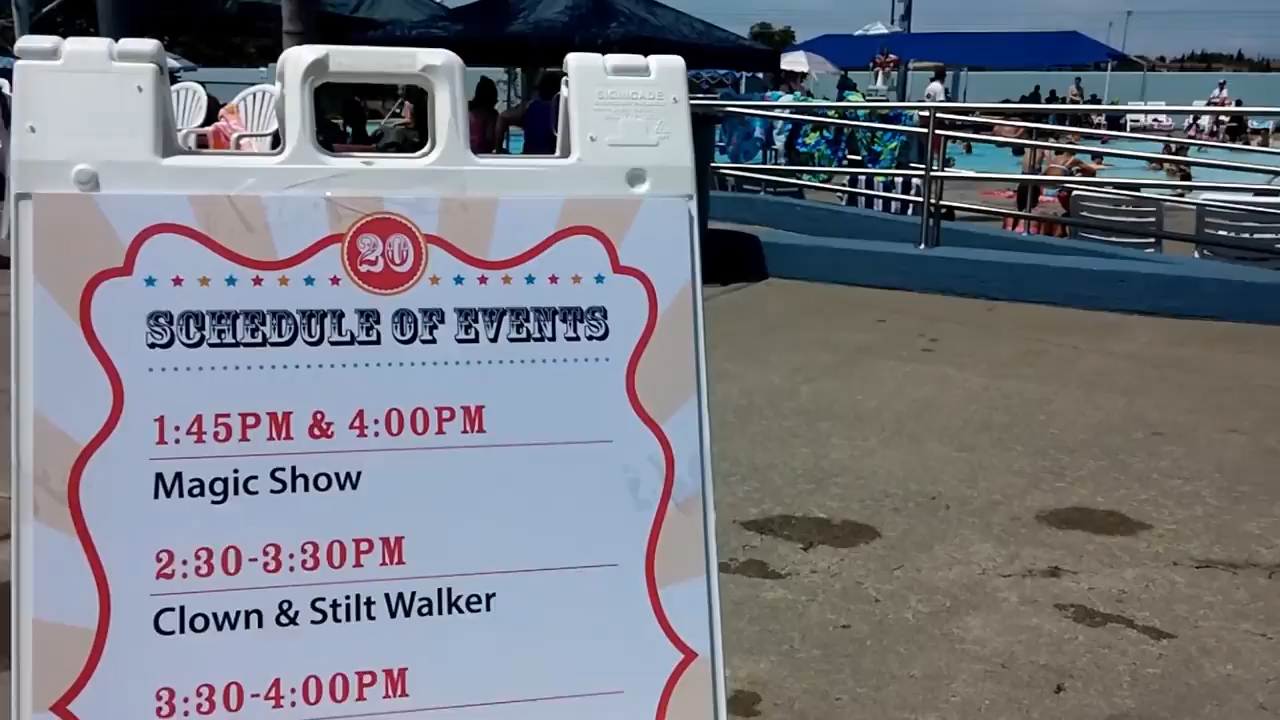 20
SCHEDULE OF EVENTS
1:45PM & 4:00PM
Magic Show
2:30-3:30PM
Clown & Stilt Walker
3:30-4:00PM